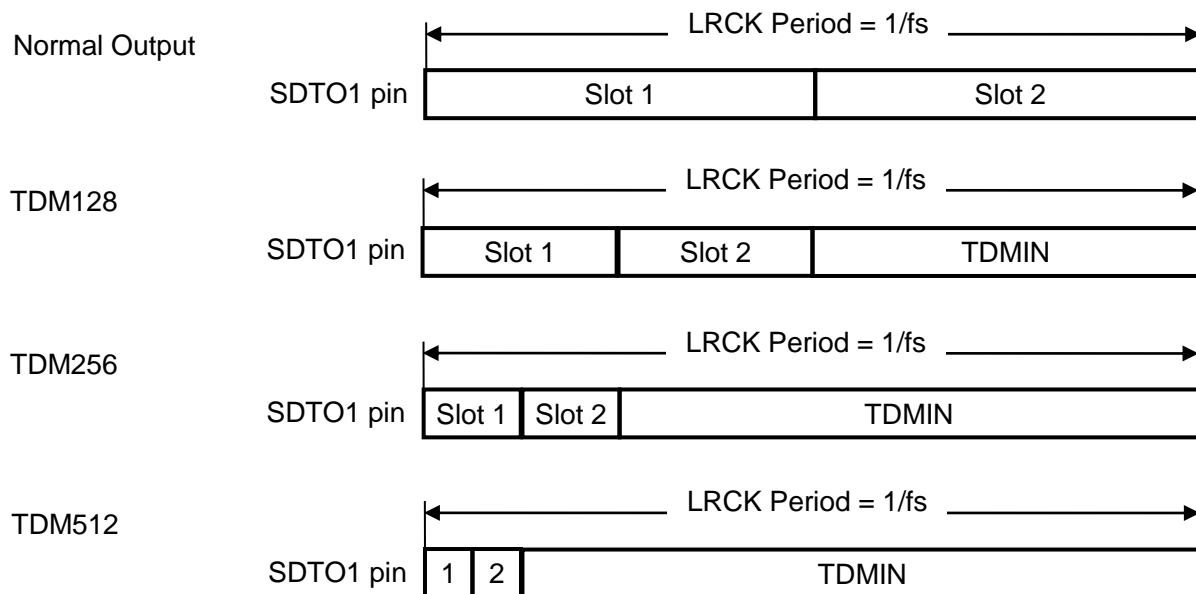 Normal Output
LRCK Period = 1/fs
SDTO1 pin
Slot 1
Slot 2
TDM128
LRCK Period = 1/fs
SDTO1 pin
Slot 1
Slot 2
TDMIN
TDM256
LRCK Period = 1/fs
SDTO1 pin
Slot 1
Slot 2
TDMIN
TDM512
LRCK Period = 1/fs
SDTO1 pin
1
2
TDMIN